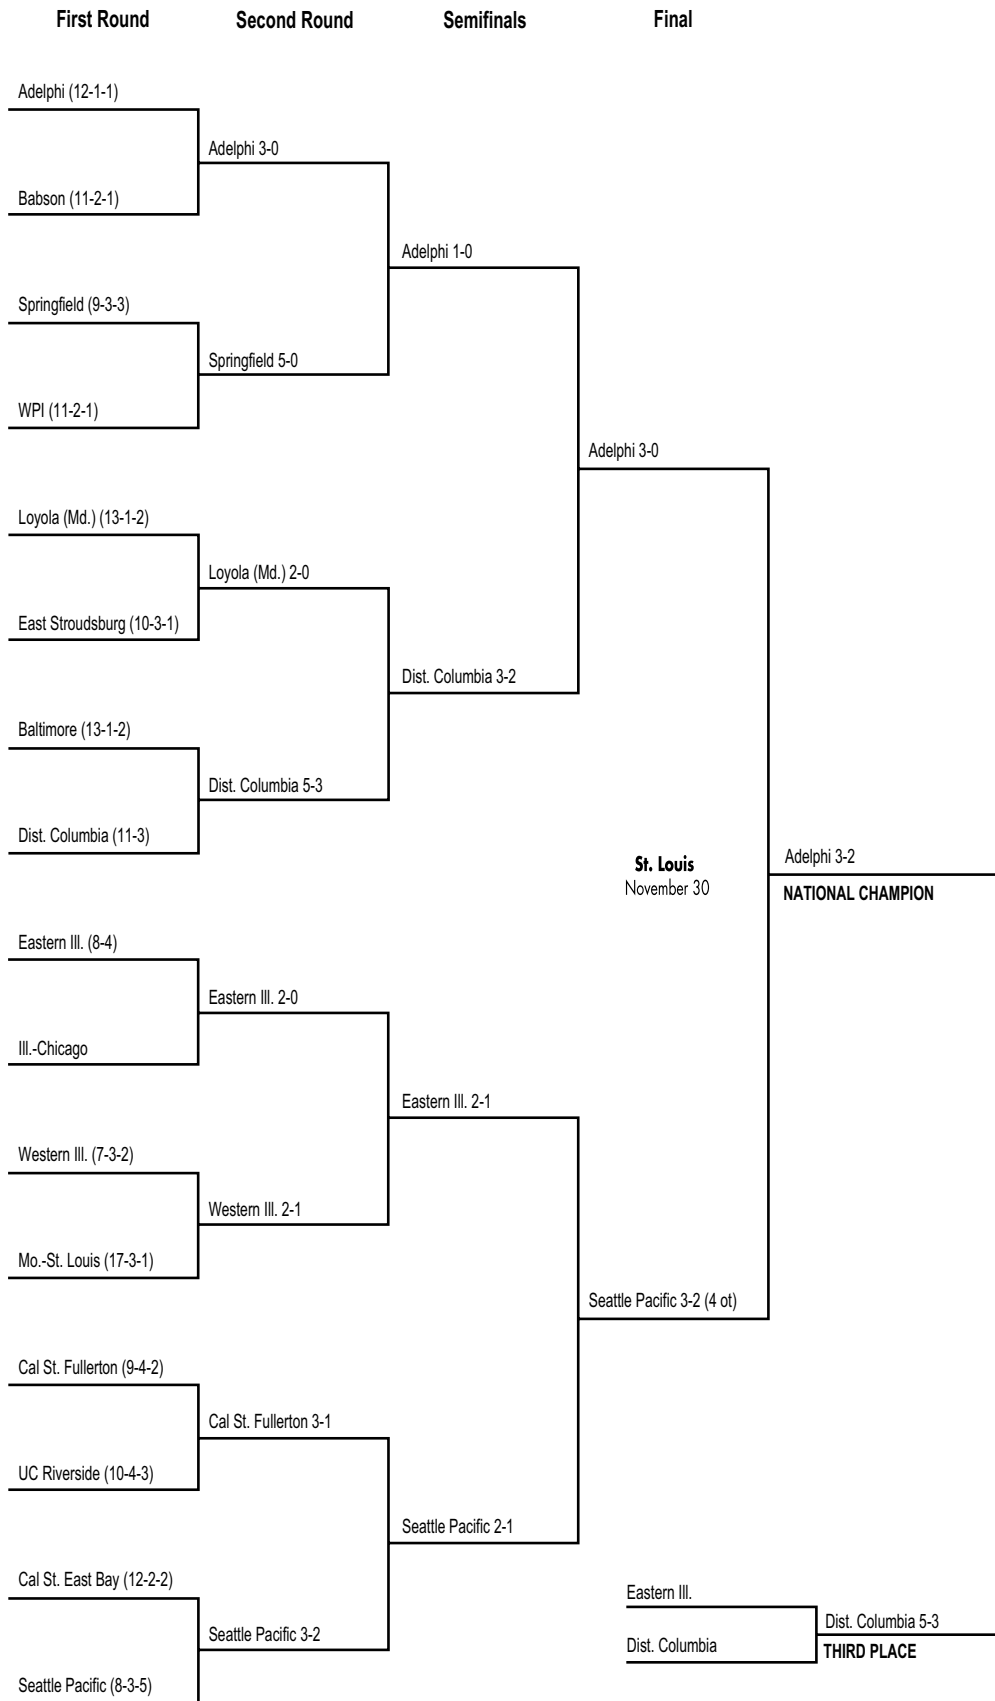 First Round Second Round Semifinals Final
Adelphi (12-1-1)
Adelphi 3-0
Babson (11-2-1)
Adelphi 1-0
Springfield (9-3-3)
Springfield 5-0
WPI (11-2-1)
Adelphi 3-0
Loyola (Md.) (13-1-2)
Loyola (Md.) 2-0
East Stroudsburg (10-3-1)
Dist. Columbia 3-2
Baltimore (13-1-2)
Dist. Columbia 5-3
Dist. Columbia (11-3)
St. Louis
November 30
Adelphi 3-2
NATIONAL CHAMPION
Eastern Ill. (8-4)
Eastern Ill. 2-0
Ill.-Chicago
Eastern Ill. 2-1
Western Ill. (7-3-2)
Western Ill. 2-1
Mo.-St. Louis (17-3-1)
Seattle Pacific 3-2 (4 ot)
Cal St. Fullerton (9-4-2)
Cal St. Fullerton 3-1
UC Riverside (10-4-3)
Seattle Pacific 2-1
Cal St. East Bay (12-2-2)
Seattle Pacific 3-2
Seattle Pacific (8-3-5)
Eastern Ill.
Dist. Columbia 5-3
Dist. Columbia
THIRD PLACE